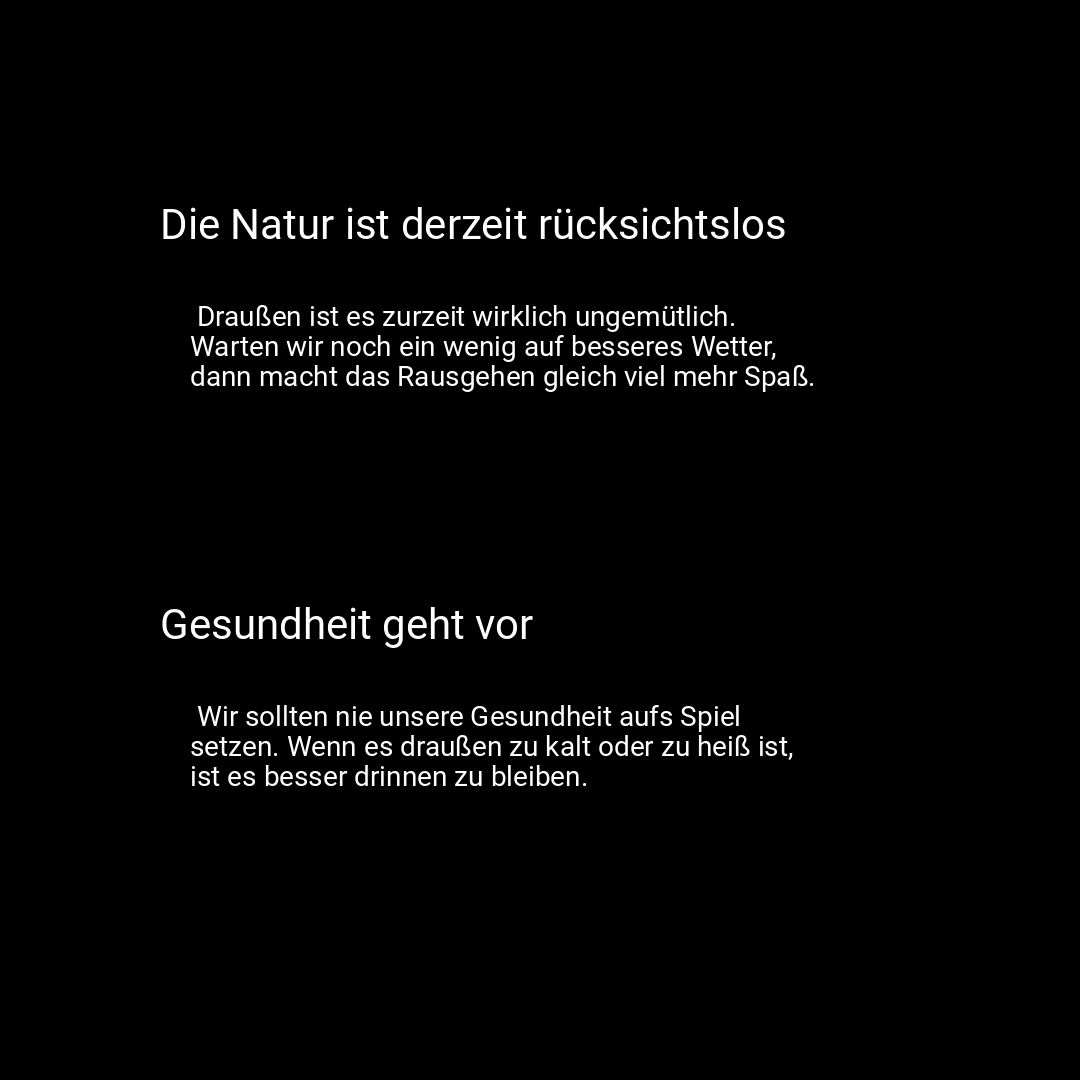 Die Natur ist derzeit rücksichtslos
Draußen ist es zurzeit wirklich ungemütlich.
Warten wir noch ein wenig auf besseres Wetter,
dann macht das Rausgehen gleich viel mehr Spaß.
Gesundheit geht vor
Wir sollten nie unsere Gesundheit aufs Spiel
setzen. Wenn es draußen zu kalt oder zu heiß ist,
ist es besser drinnen zu bleiben.